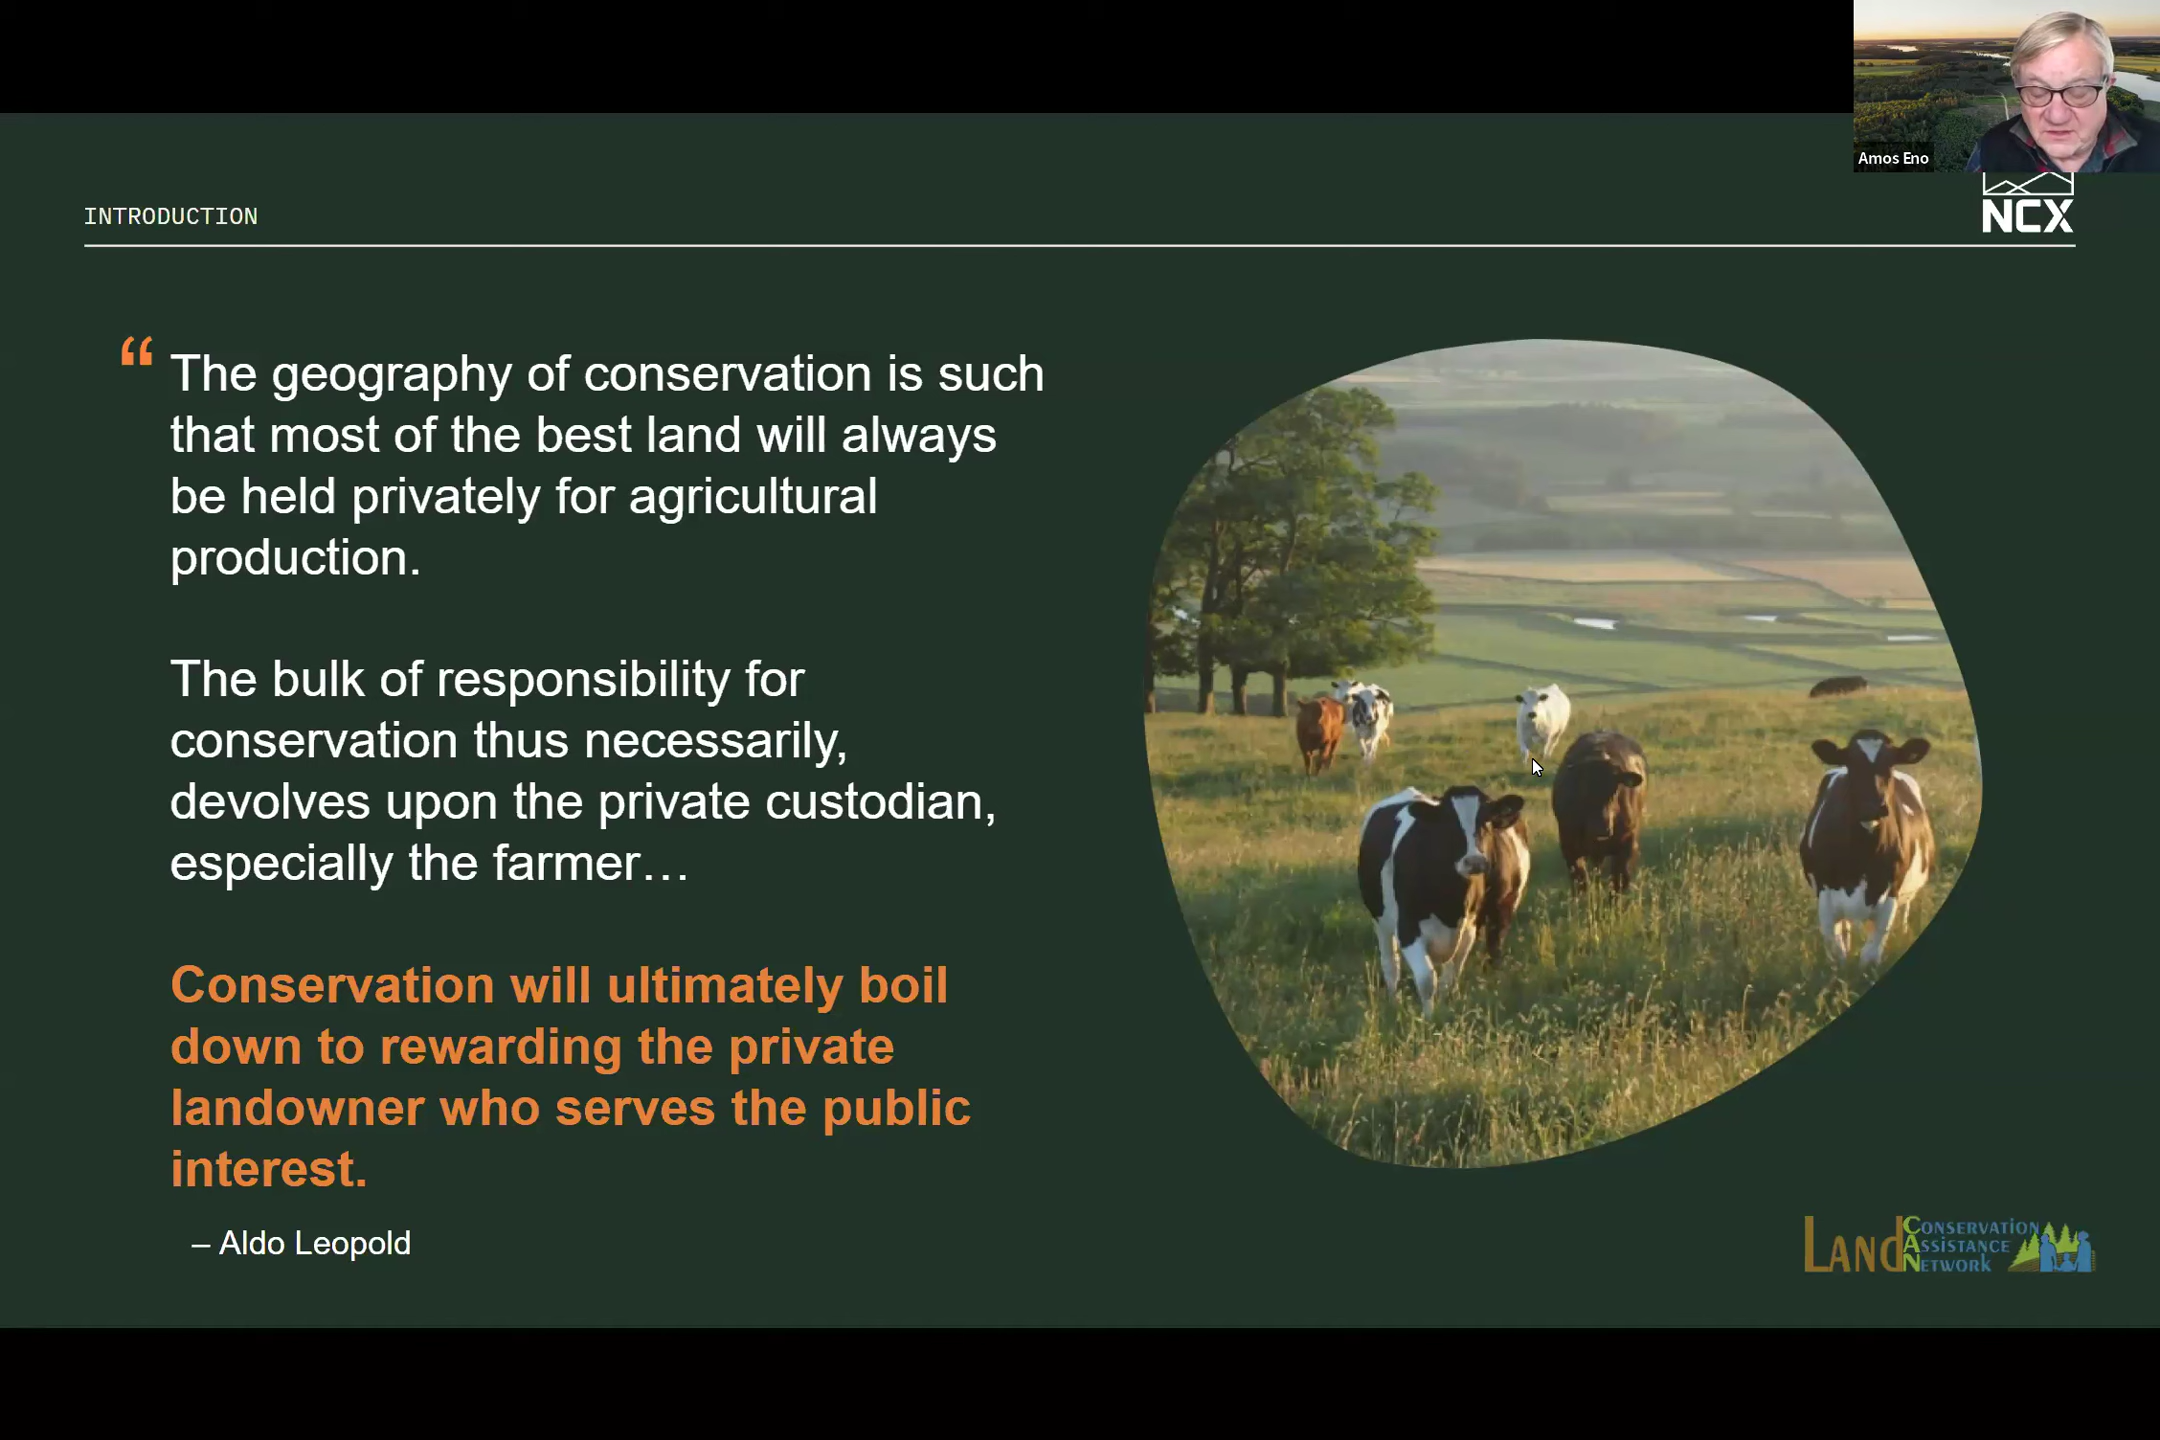 Amos Eno
INTRODUCTION
NCX
“ The geography of conservation is such
that most of the best land will always
be held privately for agricultural
production.
The bulk of responsibility for
conservation thus necessarily,
devolves upon the private custodian,
especially the farmer…
Conservation will ultimately boil
down to rewarding the private
landowner who serves the public
interest.
– Aldo Leopold
LAND
CONSERVATION
ASSISTANCE
NETWORK